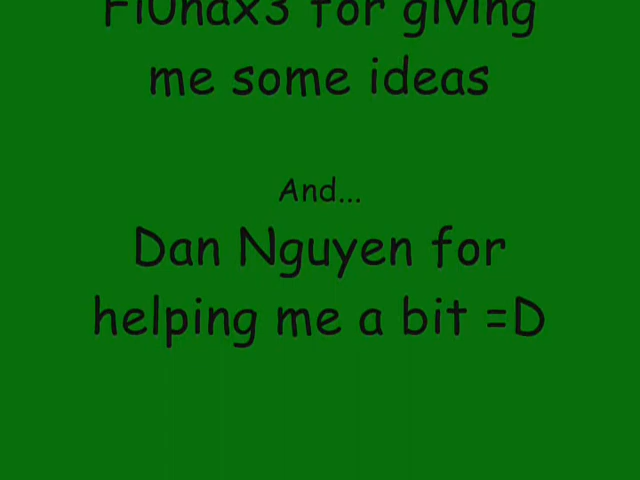 for giving
me some ideas
And...
Dan Nguyen for
helping me a bit =D